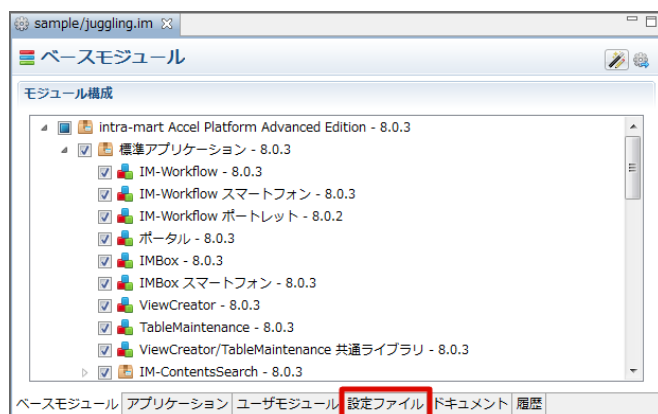 sample/juggling.im
ベースモジュール
モジュール構成
intra-mart Accel Platform Advanced Edition - 8.0.3
標準アプリケーション - 8.0.3
IM-Workflow - 8.0.3
IM-Workflow スマートフォン - 8.0.3
IM-Workflow ポートレット - 8.0.2
ポータル - 8.0.3
IMBox - 8.0.3
IMBox スマートフォン - 8.0.3
ViewCreator - 8.0.3
TableMaintenance - 8.0.3
ViewCreator/TableMaintenance 共通ライブラリ - 8.0.3
IM-ContentsSearch - 8.0.3
ベースモジュール アプリケーション ユーザモジュール 設定ファイル ドキュメント 履歴